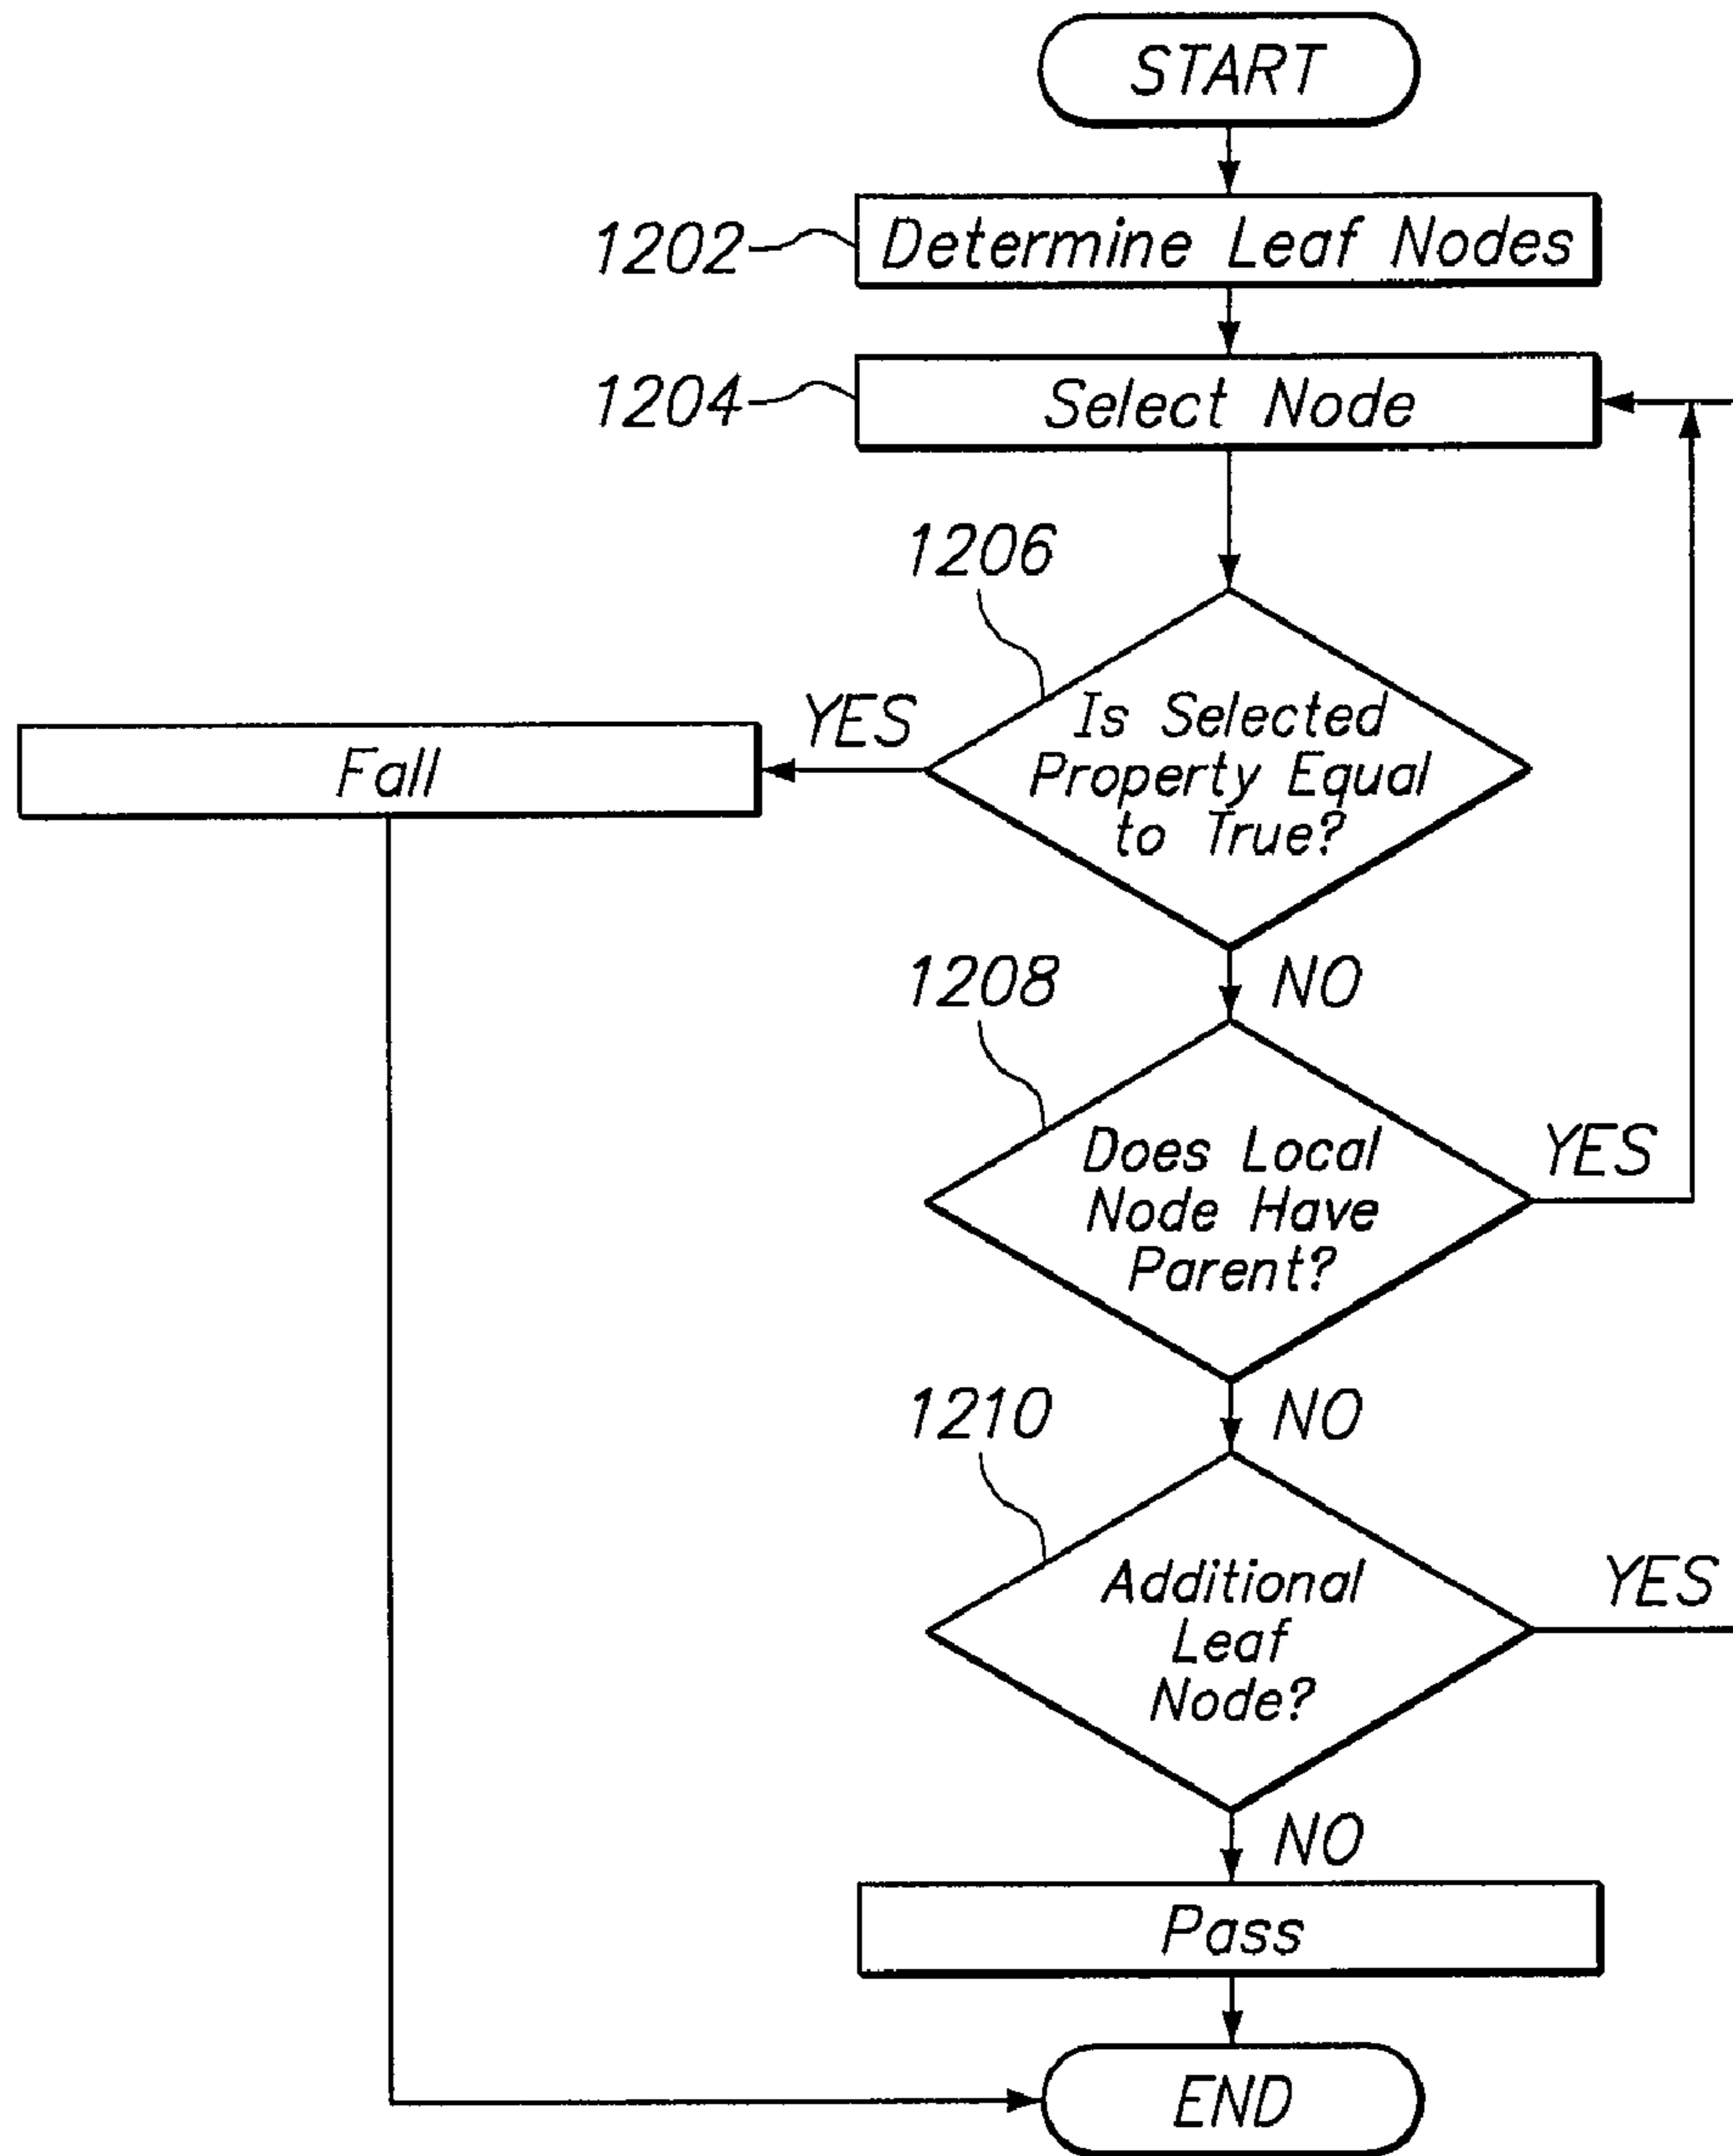 START
1202
Determine Leaf Nodes
1204
Select Node
1206
Is Selected
Property Equal
to True?
YES
Fall
NO
1208
Does Local
Node Have
Parent?
YES
NO
1210
Additional
Leaf
Node?
YES
NO
Pass
END